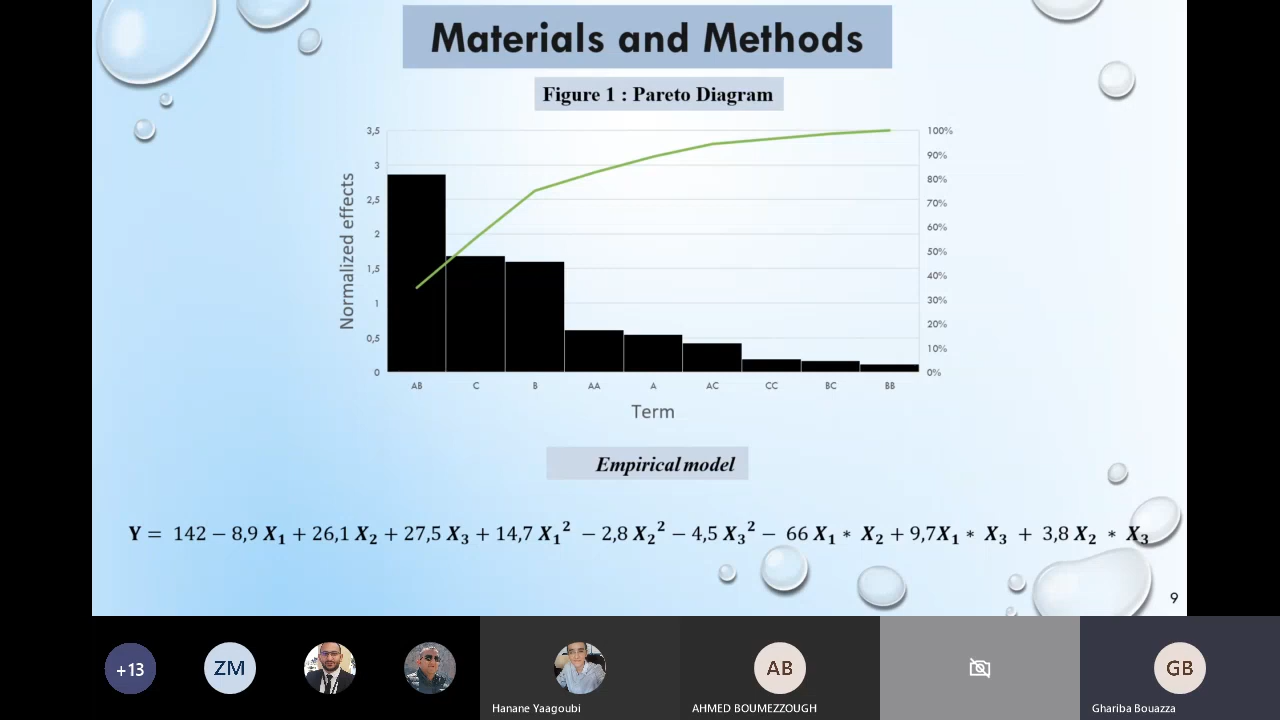 Materials and Methods
Figure 1 : Pareto Diagram
3,5
3
2,5
2
1,5
1
0,5
0
Normalized effects
100%
90%
80%
70%
60%
50%
40%
30%
20%
10%
0%
AB C B AA A AC CC BC BB
Term
Empirical model
Y = 142 − 8,9 X₁ + 26,1 X₂ + 27,5 X₃ + 14,7 X₁² − 2,8 X₂² − 4,5 X₃² − 66 X₁ * X₂ + 9,7X₁ * X₃ + 3,8 X₂ * X₃
9
+13
ZM
AB
GB
Hanane Yaagoubi
AHMED BOUMEZZOUGH
Ghariba Bouazza